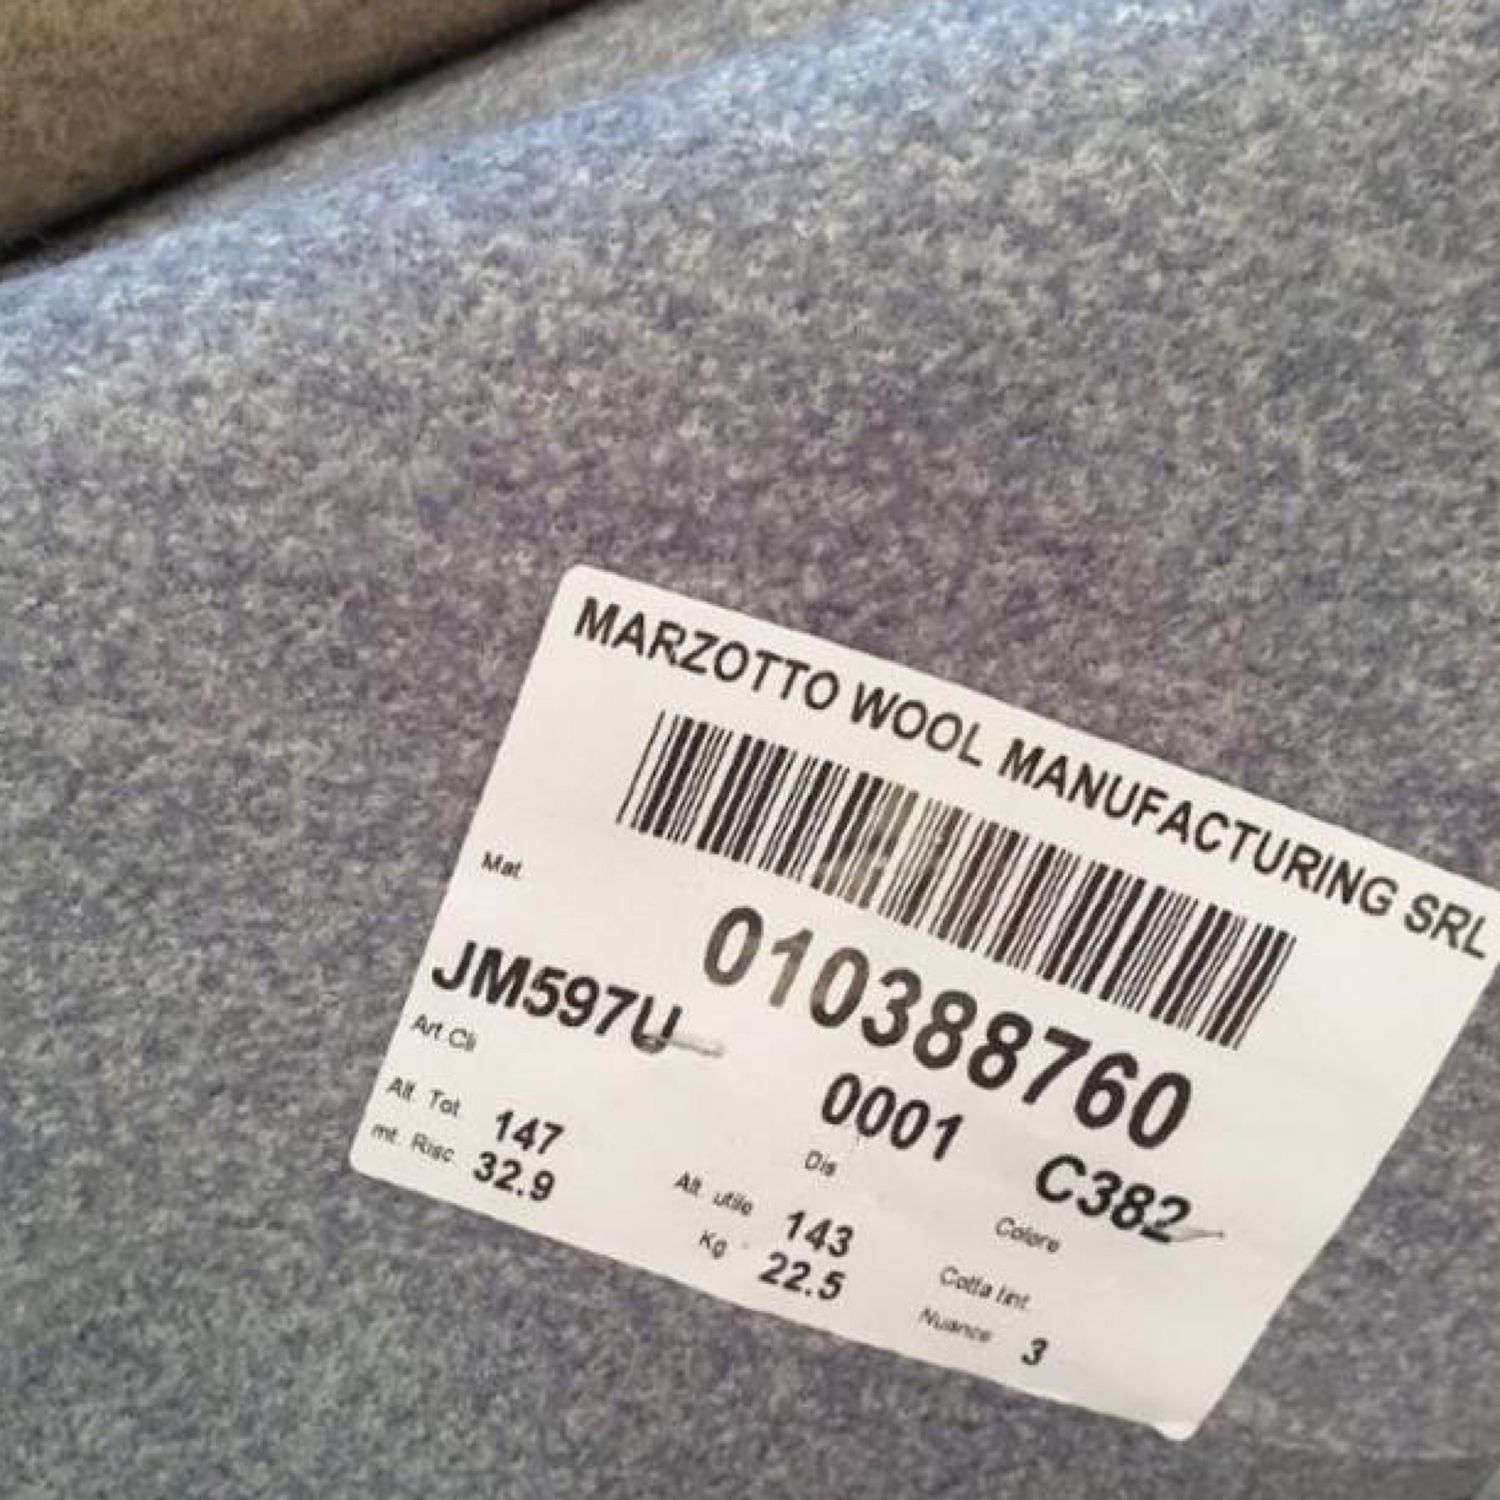 MARZOTTO WOOL MANUFACTURING SRL
Mat
010388760
JM597U 0001 C382
Art Cli Dis Colore
Alt Tot 147 Alt. utile 143 Cotta tint
mt. Risc 32.9 Kg 22.5 Nuance 3